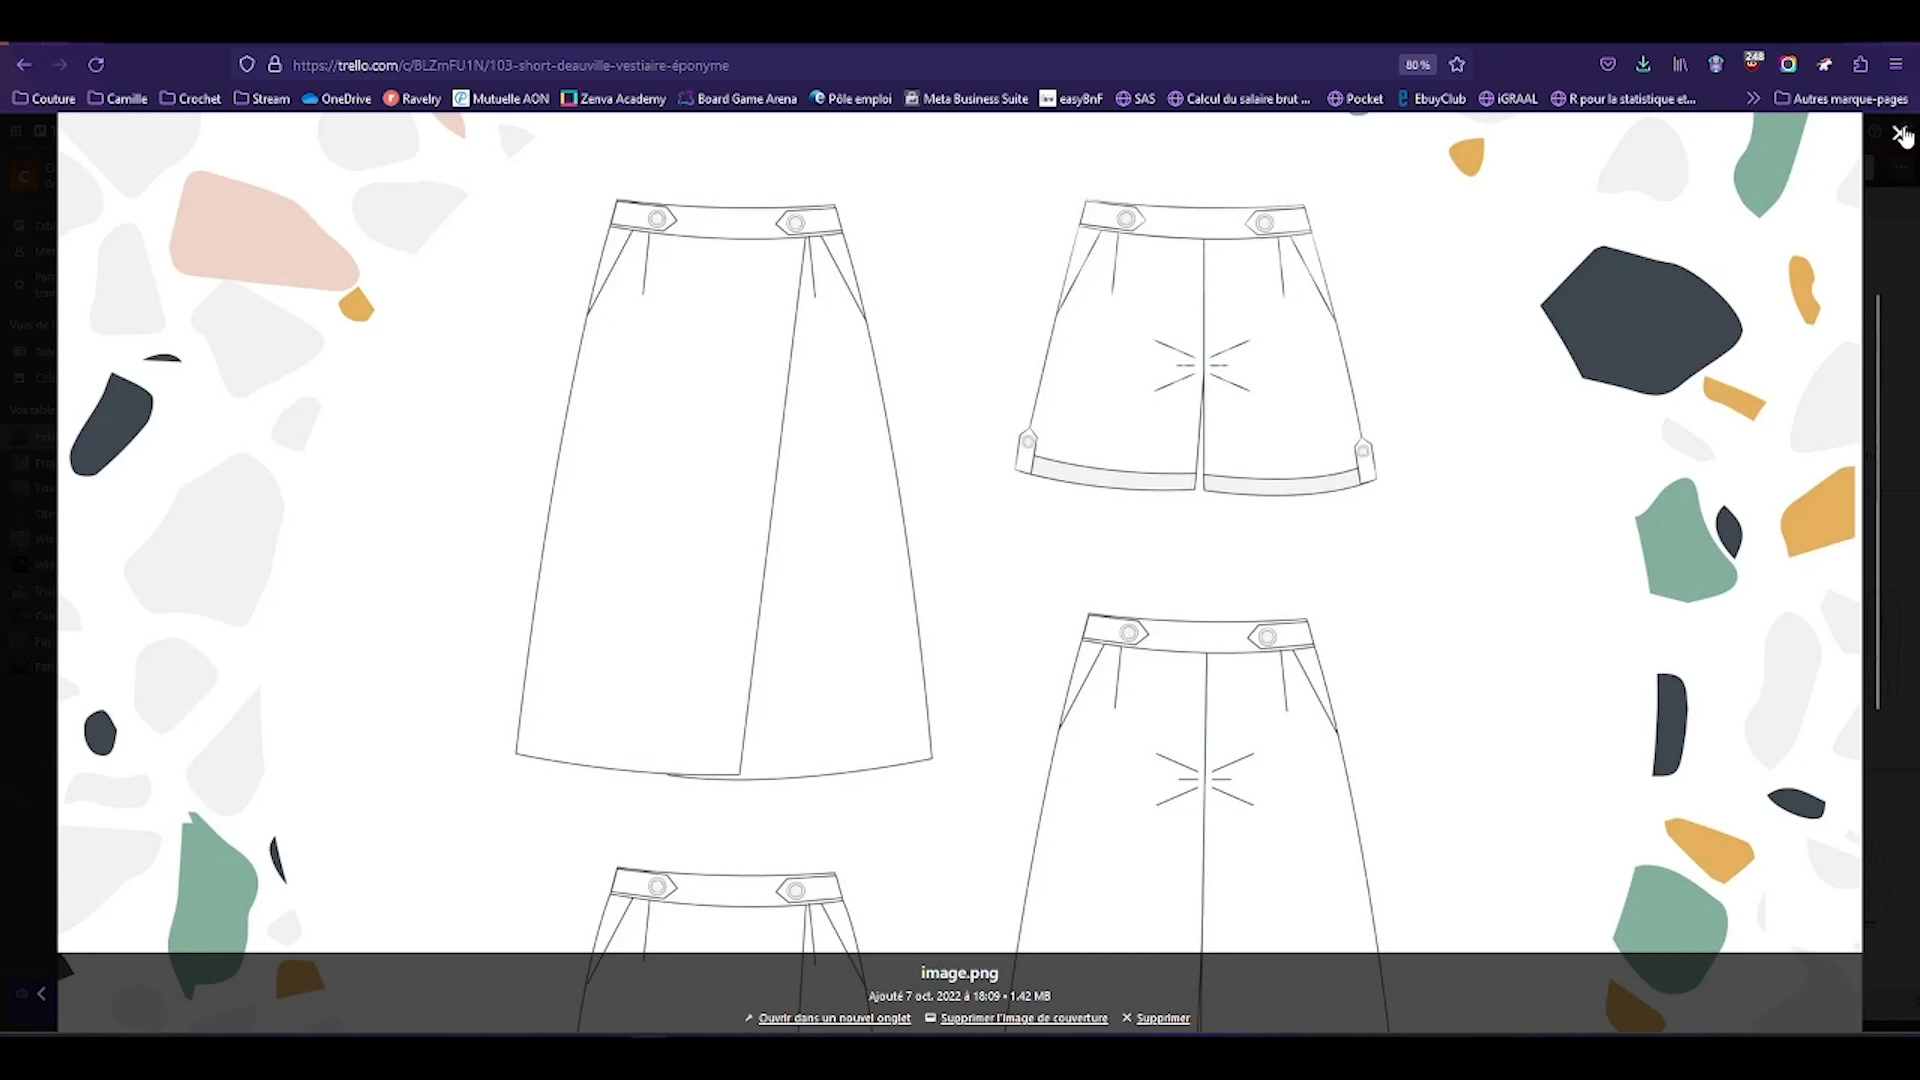 https://trello.com/c/BLZmFU1N/103-short-deauville-vestiaire-éponyme
80 %
248
Couture
Camille
Crochet
Stream
OneDrive
Ravelry
Mutuelle AON
Zenva Academy
Board Game Arena
Pôle emploi
Meta Business Suite
easyBnF
SAS
Calcul du salaire brut ...
Pocket
EbuyClub
iGRAAL
R pour la statistique et...
Autres marque-pages
C
image.png
Ajouté 7 oct. 2022 à 18:09 • 1.42 MB
Ouvrir dans un nouvel onglet
Supprimer l'image de couverture
Supprimer